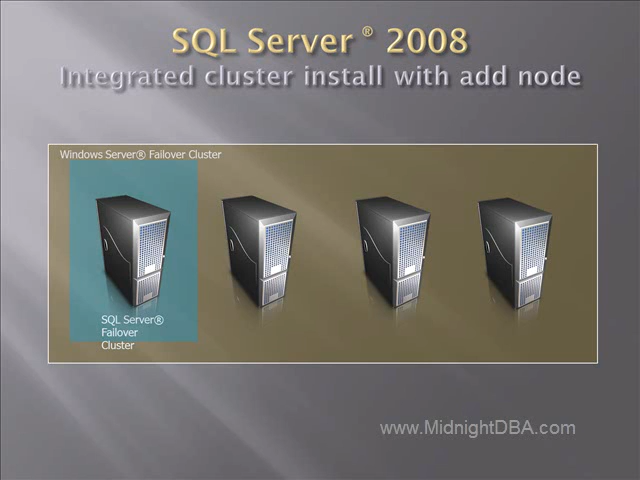 SQL Server ® 2008
Integrated cluster install with add node
Windows Server® Failover Cluster
SQL Server®
Failover
Cluster
www.MidnightDBA.com